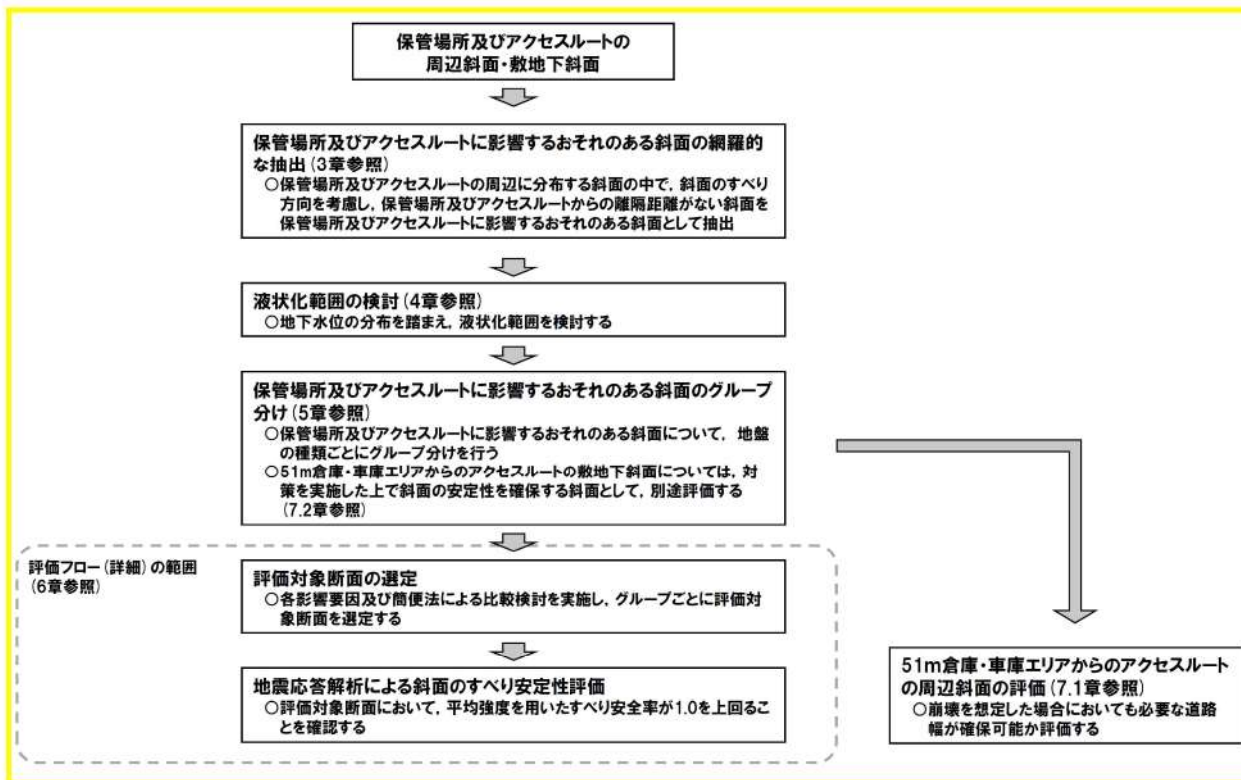 保管場所及びアクセスルートの
周辺斜面・敷地下斜面
保管場所及びアクセスルートに影響するおそれのある斜面の網羅的
な抽出(3章参照)
○保管場所及びアクセスルートの周辺に分布する斜面の中で，斜面のすべり
方向を考慮し，保管場所及びアクセスルートからの離隔距離がない斜面を
保管場所及びアクセスルートに影響するおそれのある斜面として抽出
液状化範囲の検討(4章参照)
○地下水位の分布を踏まえ，液状化範囲を検討する
保管場所及びアクセスルートに影響するおそれのある斜面のグループ
分け(5章参照)
○保管場所及びアクセスルートに影響するおそれのある斜面について，地盤
の種類ごとにグループ分けを行う
○51m倉庫・車庫エリアからのアクセスルートの敷地下斜面については，対
策を実施した上で斜面の安定性を確保する斜面として，別途評価する
(7.2章参照)
評価フロー(詳細)の範囲
(6章参照)
評価対象断面の選定
○各影響要因及び簡便法による比較検討を実施し，グループごとに評価対
象断面を選定する
地震応答解析による斜面のすべり安定性評価
○評価対象断面において，平均強度を用いたすべり安全率が1.0を上回るこ
とを確認する
51m倉庫・車庫エリアからのアクセスルート
の周辺斜面の評価(7.1章参照)
○崩壊を想定した場合においても必要な道路
幅が確保可能か評価する